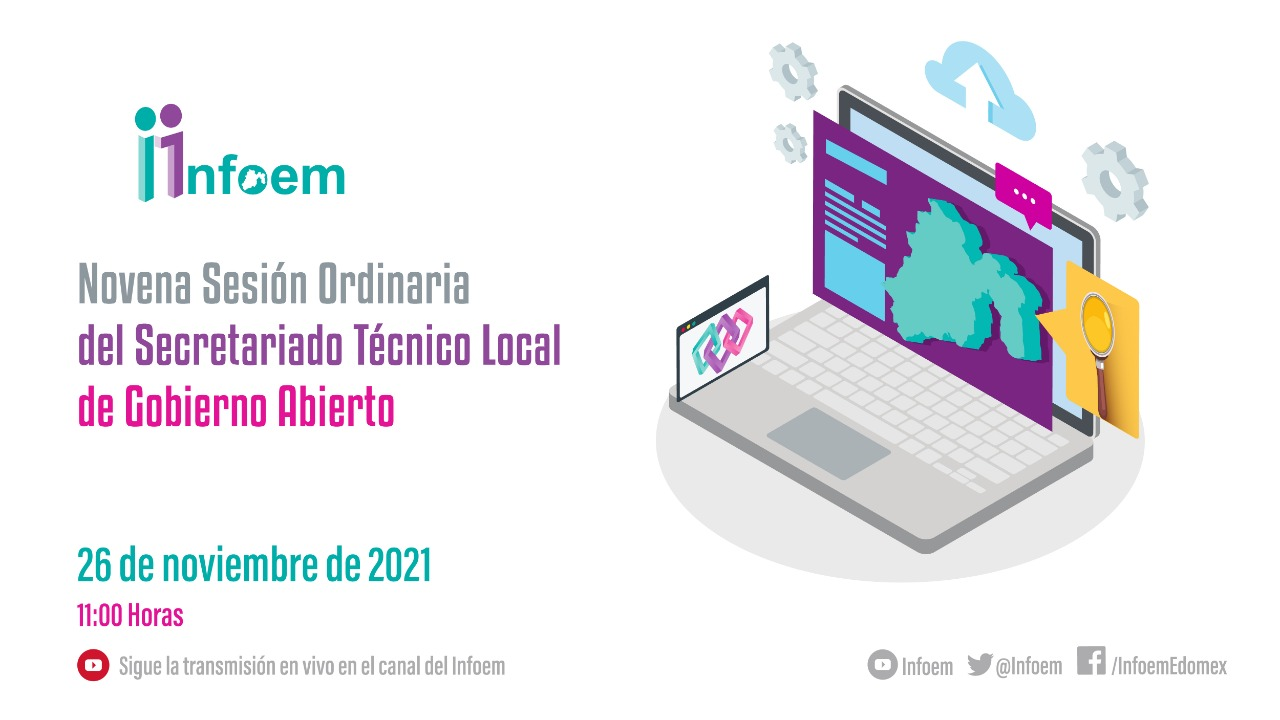 infoem
Novena Sesión Ordinaria
del Secretariado Técnico Local
de Gobierno Abierto
26 de noviembre de 2021
11:00 Horas
Sigue la transmisión en vivo en el canal del Infoem
Infoem @Infoem /InfoemEdomex